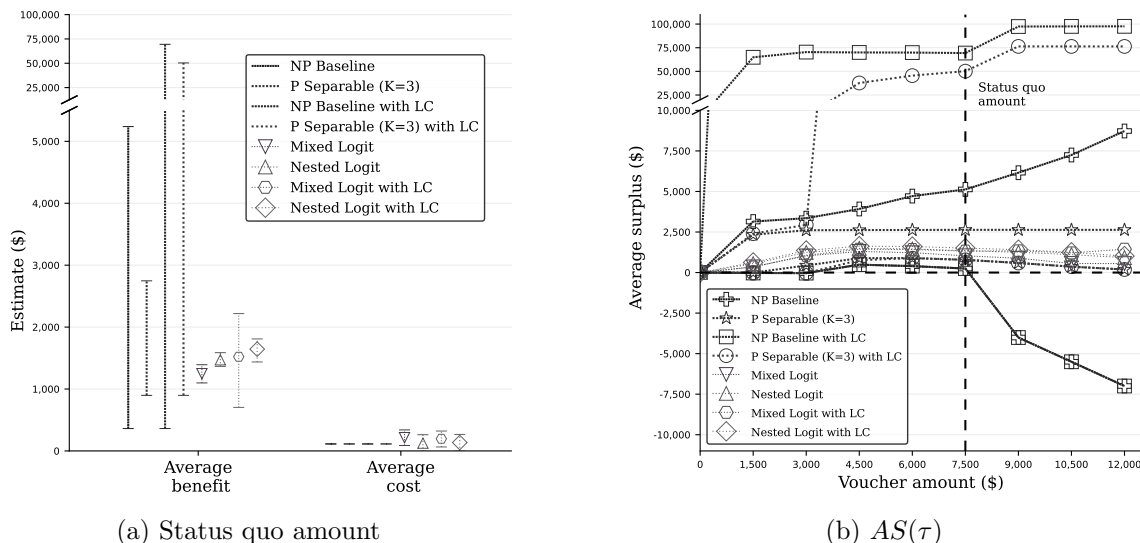 100,000
75,000
50,000
25,000
5,000
4,000
3,000
2,000
1,000
0
Estimate ($)
NP Baseline
P Separable (K=3)
NP Baseline with LC
P Separable (K=3) with LC
Mixed Logit
Nested Logit
Mixed Logit with LC
Nested Logit with LC
Average
benefit
Average
cost
(a) Status quo amount
100,000
75,000
50,000
25,000
10,000
7,500
5,000
2,500
0
-2,500
-5,000
-7,500
-10,000
Average surplus ($)
Status quo
amount
NP Baseline
P Separable (K=3)
NP Baseline with LC
P Separable (K=3) with LC
Mixed Logit
Nested Logit
Mixed Logit with LC
Nested Logit with LC
0 1,500 3,000 4,500 6,000 7,500 9,000 10,500 12,000
Voucher amount ($)
(b) AS(τ)